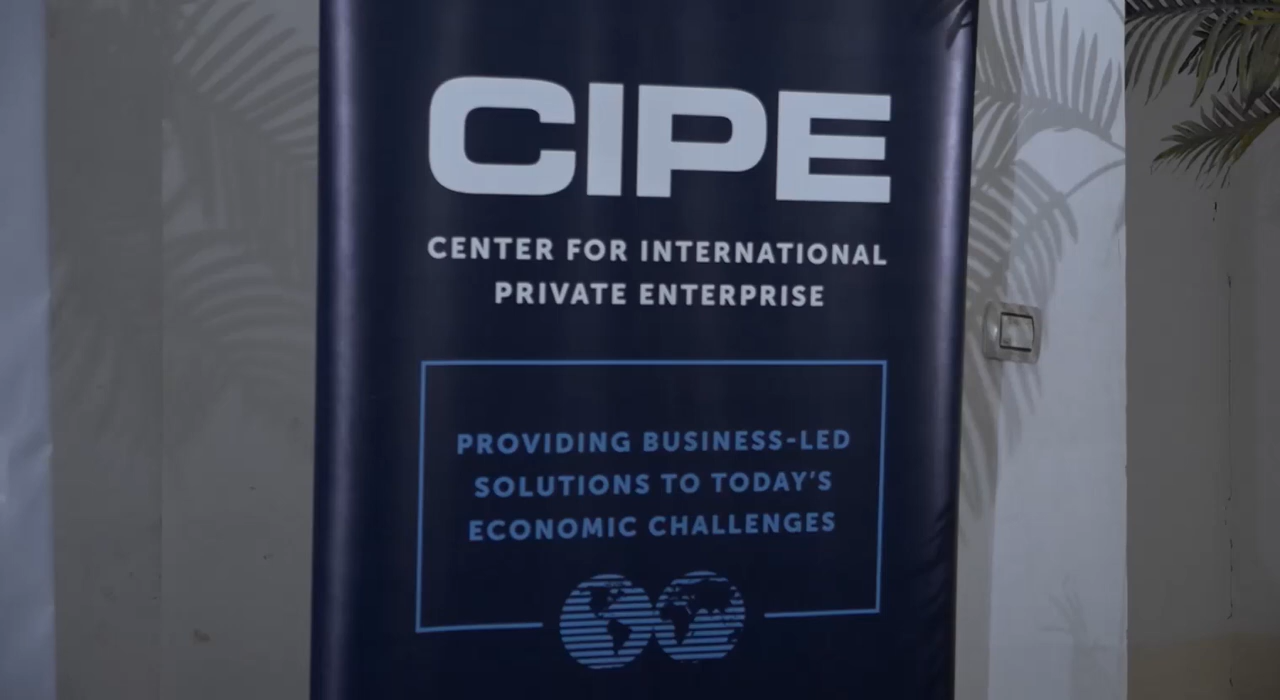 CIPE
CENTER FOR INTERNATIONAL
PRIVATE ENTERPRISE
PROVIDING BUSINESS-LED
SOLUTIONS TO TODAY'S
ECONOMIC CHALLENGES